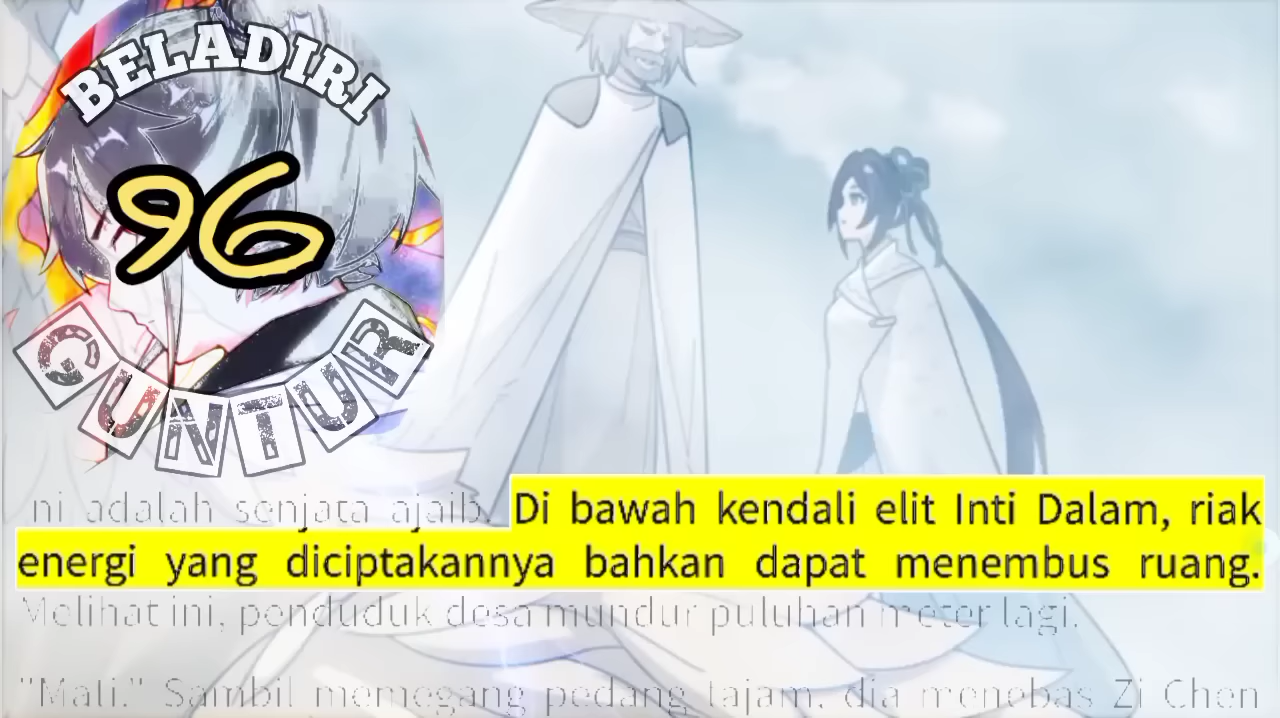 BELADIRI
96
GUNTUR
ni adalah senjata ajaib. Di bawah kendali elit Inti Dalam, riak
energi yang diciptakannya bahkan dapat menembus ruang.
Melihat ini, penduduk desa mundur puluhan meter lagi.
"Mati." Sambil memegang pedang tajam, dia menebas Zi Chen